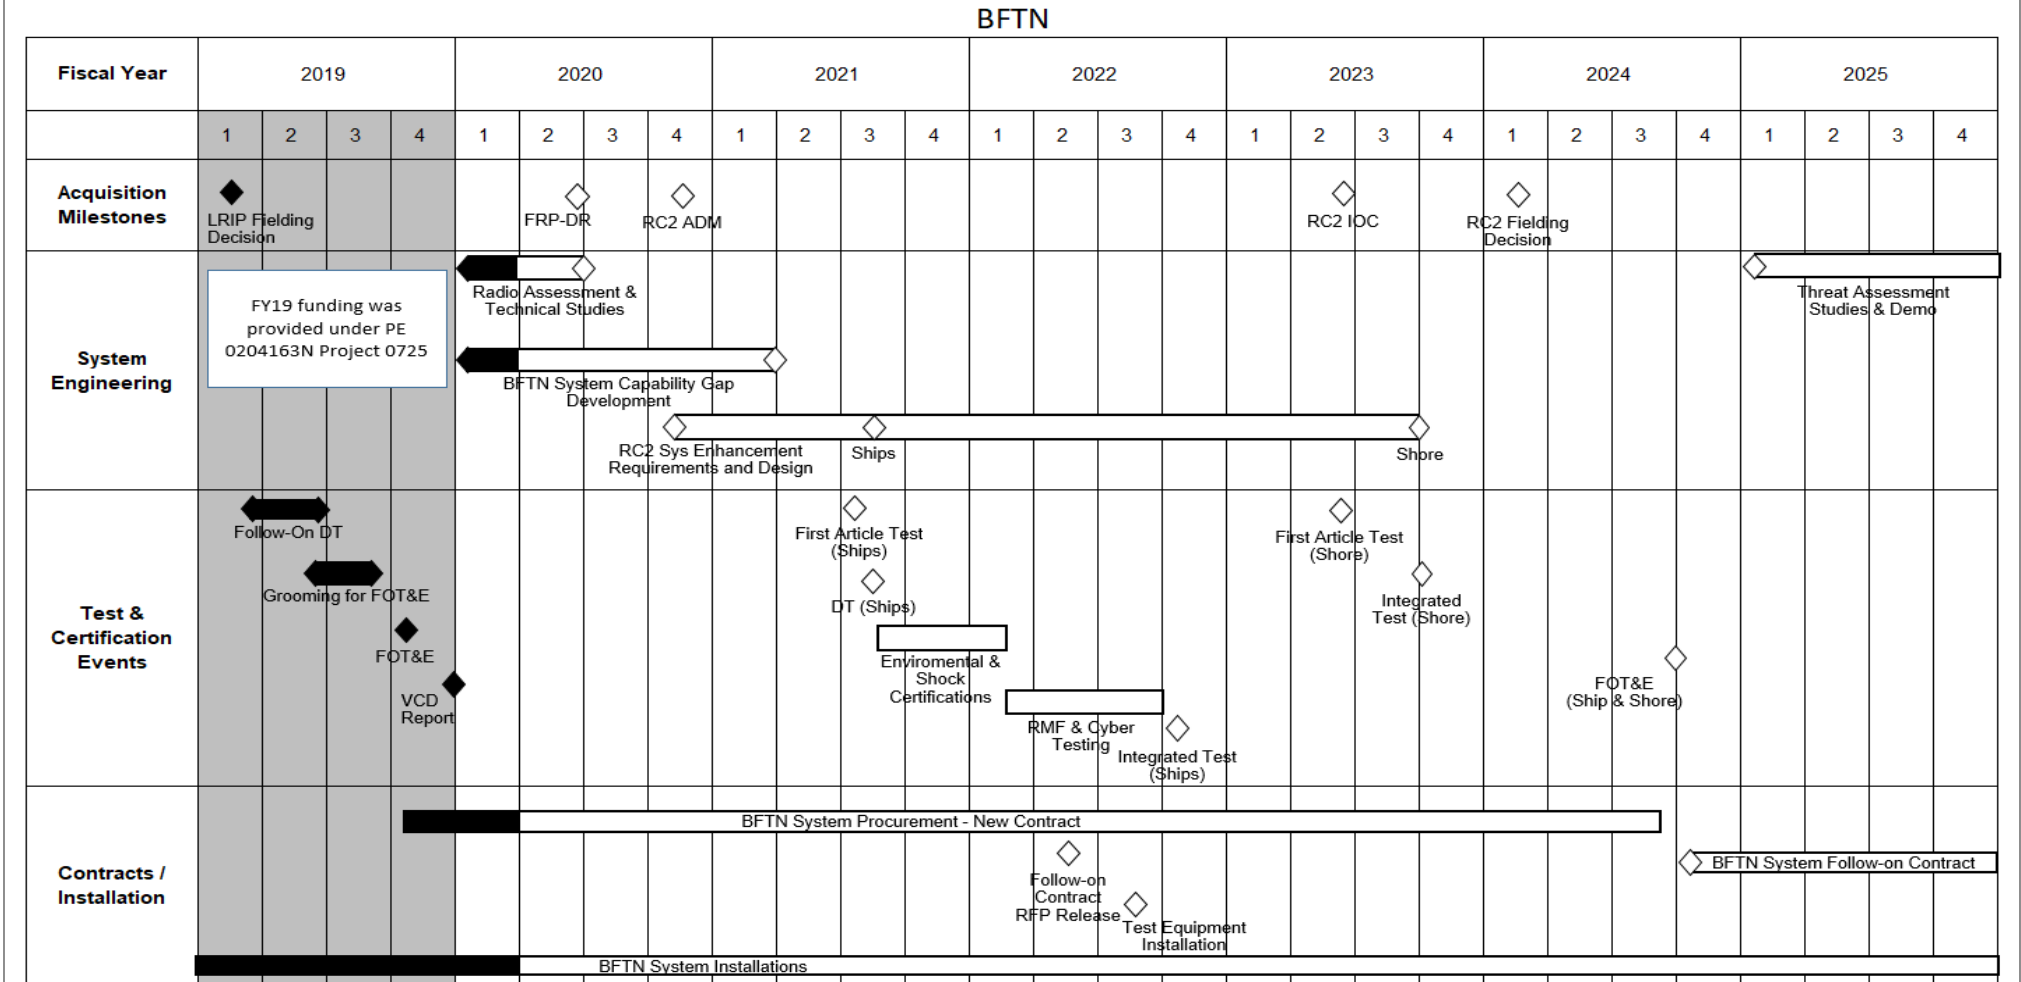 BFTN
Fiscal Year 2019 2020 2021 2022 2023 2024 2025
1 2 3 4 1 2 3 4 1 2 3 4 1 2 3 4 1 2 3 4 1 2 3 4 1 2 3 4
Acquisition
Milestones
LRIP Fielding
Decision
FRP-DR
RC2 ADM
RC2 IOC
RC2 Fielding
Decision
System
Engineering
FY19 funding was
provided under PE
0204163N Project 0725
Radio Assessment &
Technical Studies
Threat Assessment
Studies & Demo
BFTN System Capability Gap
Development
RC2 Sys Enhancement
Requirements and Design
Ships
Shore
Test &
Certification
Events
Follow-On DT
Grooming for FOT&E
FOT&E
VCD
Report
First Article Test
(Ships)
DT (Ships)
Enviromental &
Shock
Certifications
RMF & Cyber
Testing
Integrated Test
(Ships)
First Article Test
(Shore)
Integrated
Test (Shore)
FOT&E
(Ship & Shore)
Contracts /
Installation
BFTN System Procurement - New Contract
BFTN System Follow-on Contract
Follow-on
Contract
RFP Release
Test Equipment
Installation
BFTN System Installations